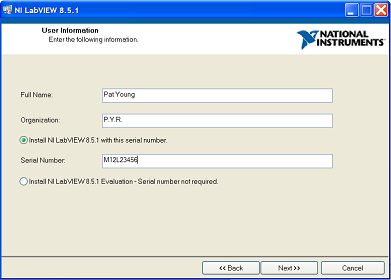 NI LabVIEW 8.5.1
User Information
Enter the following information.
NATIONAL
INSTRUMENTS
Full Name:
Pat Young
Organization:
P.Y.R.
Install NI LabVIEW 8.5.1 with this serial number.
Serial Number:
M12L23456
Install NI LabVIEW 8.5.1 Evaluation - Serial number not required.
<< Back
Next >>
Cancel